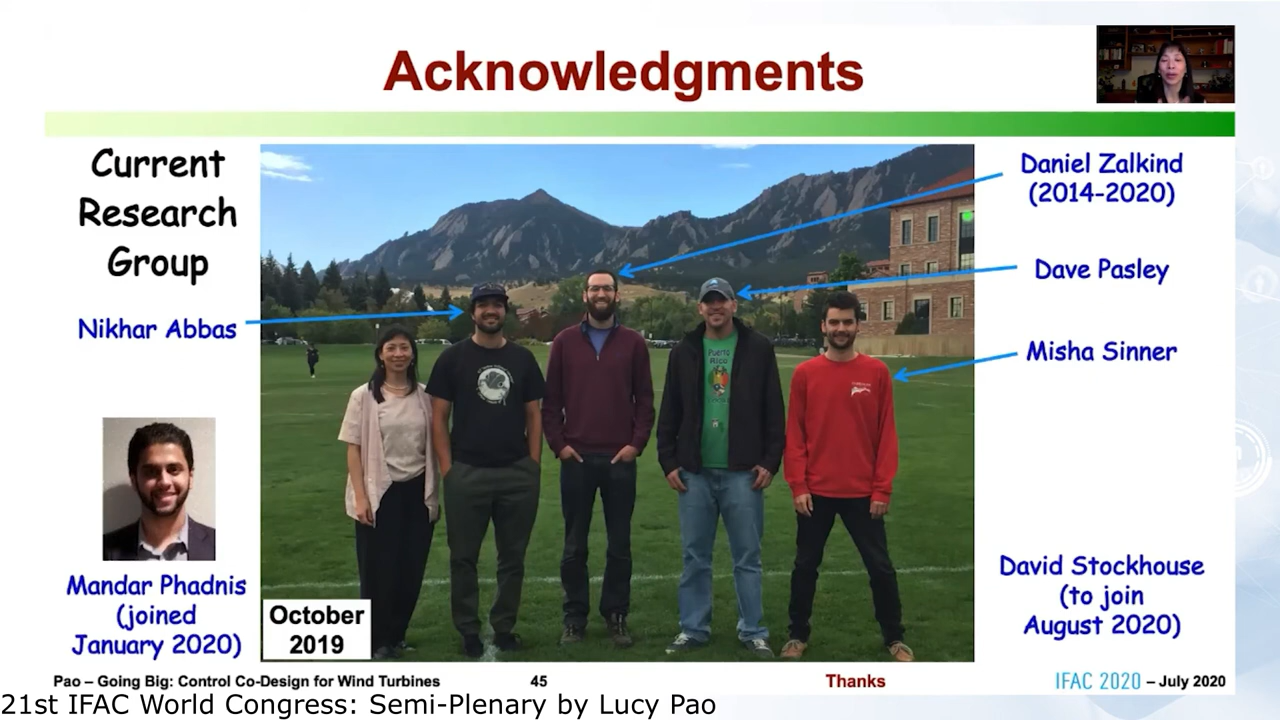 Acknowledgments
Current
Research
Group
Nikhar Abbas
Daniel Zalkind
(2014-2020)
Dave Pasley
Misha Sinner
Puerto
Rico
Mandar Phadnis
(joined
January 2020)
October
2019
David Stockhouse
(to join
August 2020)
Pao – Going Big: Control Co-Design for Wind Turbines
45
Thanks
IFAC 2020 – July 2020
21st IFAC World Congress: Semi-Plenary by Lucy Pao